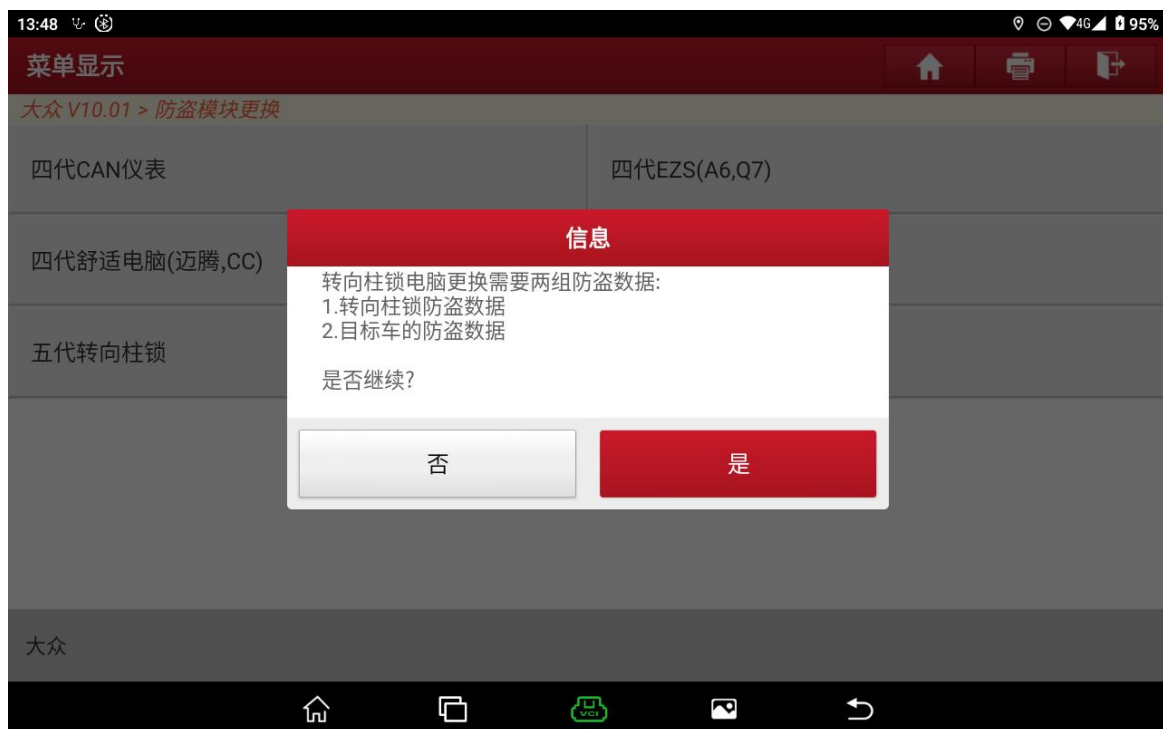 13:48
4G 95%
菜单显示
大众 V10.01 > 防盗模块更换
四代CAN仪表
四代EZS(A6,Q7)
四代舒适电脑(迈腾,CC)
五代转向柱锁
信息
转向柱锁电脑更换需要两组防盗数据:
1.转向柱锁防盗数据
2.目标车的防盗数据
是否继续?
否
是
大众
VCI